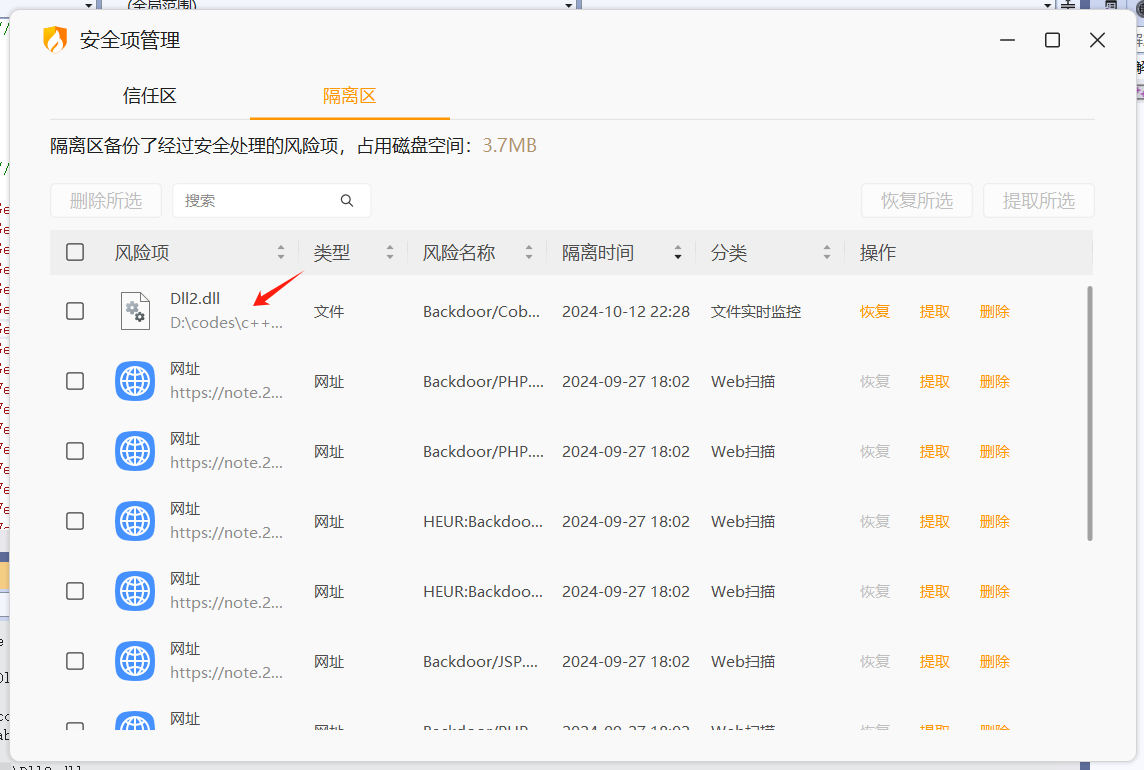 (全局范围)
安全项管理
信任区 隔离区
隔离区备份了经过安全处理的风险项，占用磁盘空间：3.7MB
删除所选 搜索 恢复所选 提取所选
风险项 类型 风险名称 隔离时间 分类 操作
Dll2.dll
D:\codes\c++... 文件 Backdoor/Cob... 2024-10-12 22:28 文件实时监控 恢复 提取 删除
网址
https://note.2... 网址 Backdoor/PHP.... 2024-09-27 18:02 Web扫描 恢复 提取 删除
网址
https://note.2... 网址 Backdoor/PHP.... 2024-09-27 18:02 Web扫描 恢复 提取 删除
网址
https://note.2... 网址 HEUR:Backdoo... 2024-09-27 18:02 Web扫描 恢复 提取 删除
网址
https://note.2... 网址 HEUR:Backdoo... 2024-09-27 18:02 Web扫描 恢复 提取 删除
网址
https://note.2... 网址 Backdoor/JSP.... 2024-09-27 18:02 Web扫描 恢复 提取 删除
网址
网址 Backdoor/PHP.... 2024-09-27 18:02 Web扫描 恢复 提取 删除